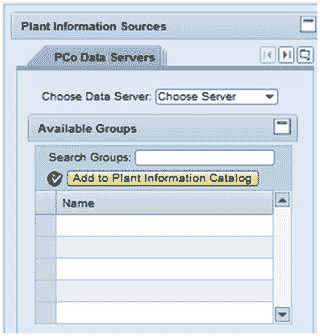 Plant Information Sources
PCo Data Servers
Choose Data Server: Choose Server
Available Groups
Search Groups:
Add to Plant Information Catalog
Name